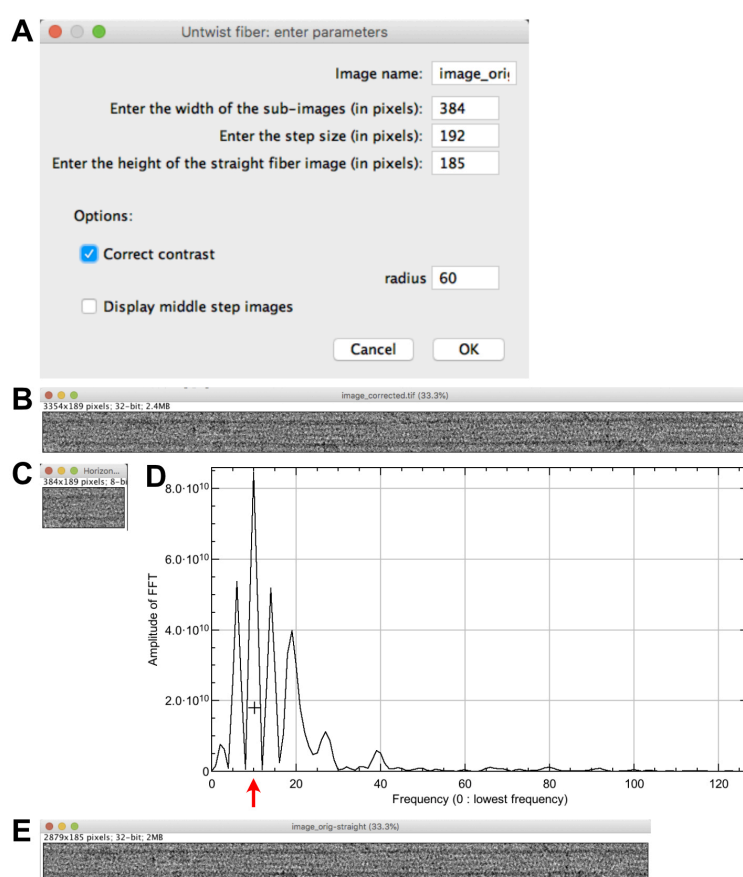 A
Untwist fiber: enter parameters
Image name: image_orig
Enter the width of the sub-images (in pixels): 384
Enter the step size (in pixels): 192
Enter the height of the straight fiber image (in pixels): 185
Options:
Correct contrast
radius 60
Display middle step images
Cancel OK
B
image_corrected.tif (33.3%)
3354x189 pixels; 32-bit; 2.4MB
C
Horizon...
384x189 pixels; 8-bi
D
8.0·10¹⁰
6.0·10¹⁰
4.0·10¹⁰
2.0·10¹⁰
0
Amplitude of FFT
0 20 40 60 80 100 120
Frequency (0 : lowest frequency)
E
image_orig-straight (33.3%)
2879x185 pixels; 32-bit; 2MB